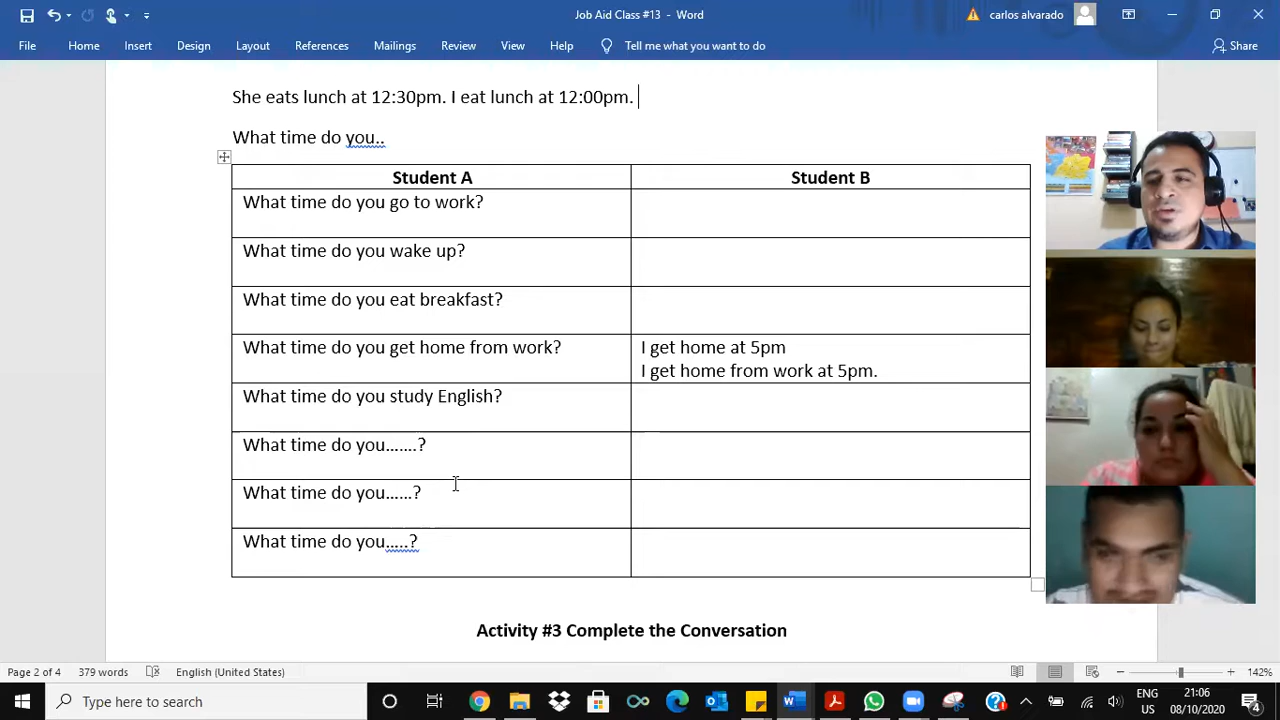 Job Aid Class #13 - Word
carlos alvarado
File Home Insert Design Layout References Mailings Review View Help Tell me what you want to do Share
She eats lunch at 12:30pm. I eat lunch at 12:00pm.
What time do you..
Student A Student B
What time do you go to work?
What time do you wake up?
What time do you eat breakfast?
What time do you get home from work? I get home at 5pm
I get home from work at 5pm.
What time do you study English?
What time do you.......?
What time do you......?
What time do you.....?
Activity #3 Complete the Conversation
Page 2 of 4 379 words English (United States) 142%
Type here to search
ENG 21:06
US 08/10/2020
4